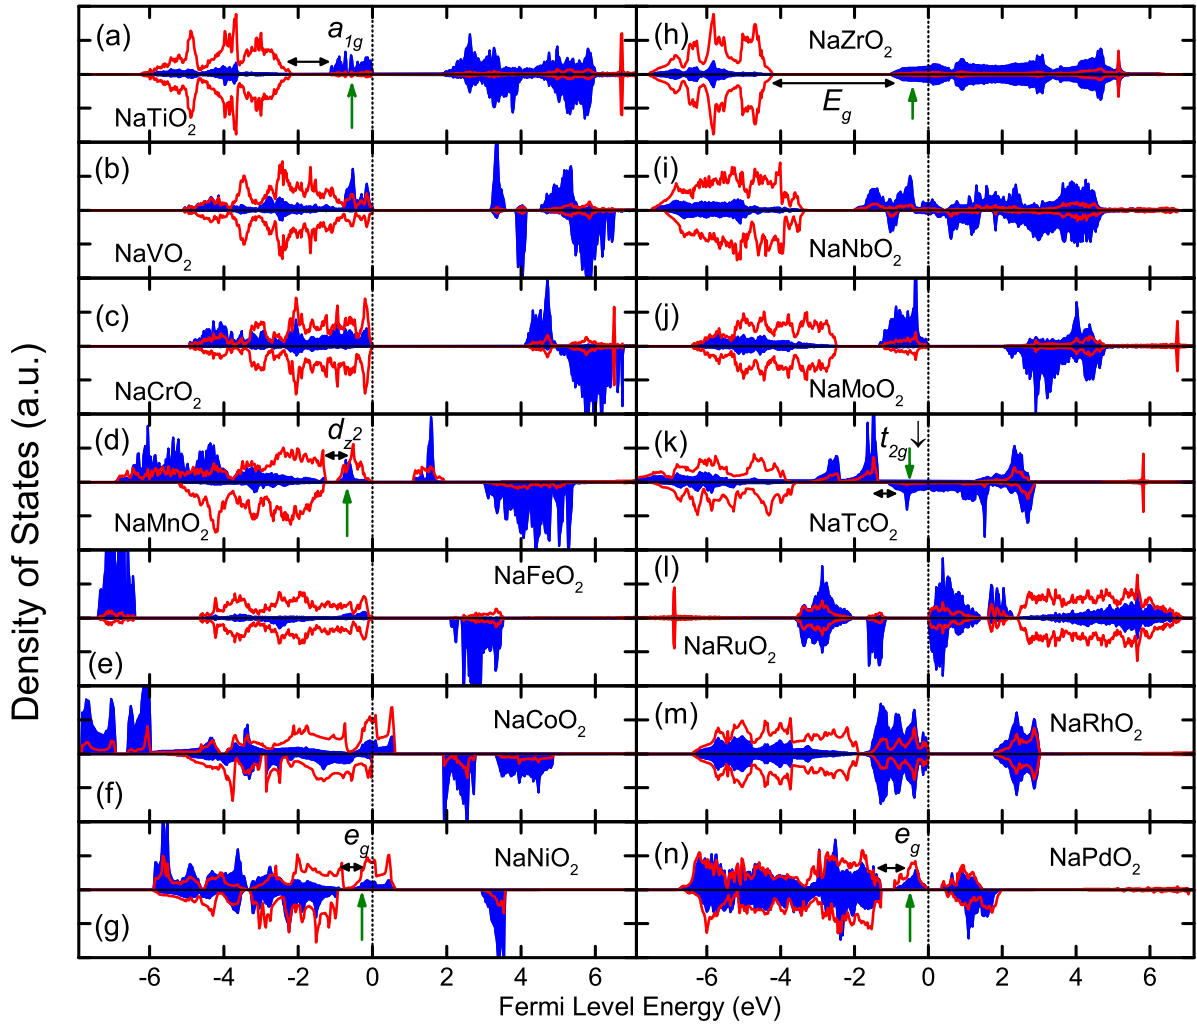 Density of States (a.u.)
(a)
a1g
NaTiO2
(b)
NaVO2
(c)
NaCrO2
(d)
dz2
NaMnO2
NaFeO2
(e)
NaCoO2
(f)
eg
NaNiO2
(g)
-6 -4 -2 0 2 4 6
(h)
NaZrO2
Eg
(i)
NaNbO2
(j)
NaMoO2
(k)
t2g↓
NaTcO2
(l)
NaRuO2
(m)
NaRhO2
(n)
eg
NaPdO2
-6 -4 -2 0 2 4 6
Fermi Level Energy (eV)